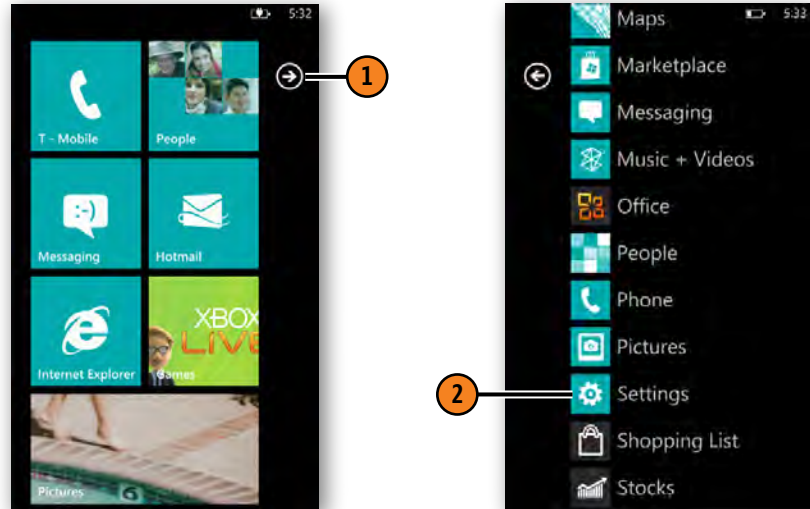 5:32
T - Mobile
People
1
Messaging
Hotmail
Internet Explorer
XBOX
LIVE
Games
Pictures
6
5:33
Maps
Marketplace
Messaging
Music + Videos
Office
People
Phone
Pictures
2
Settings
Shopping List
Stocks